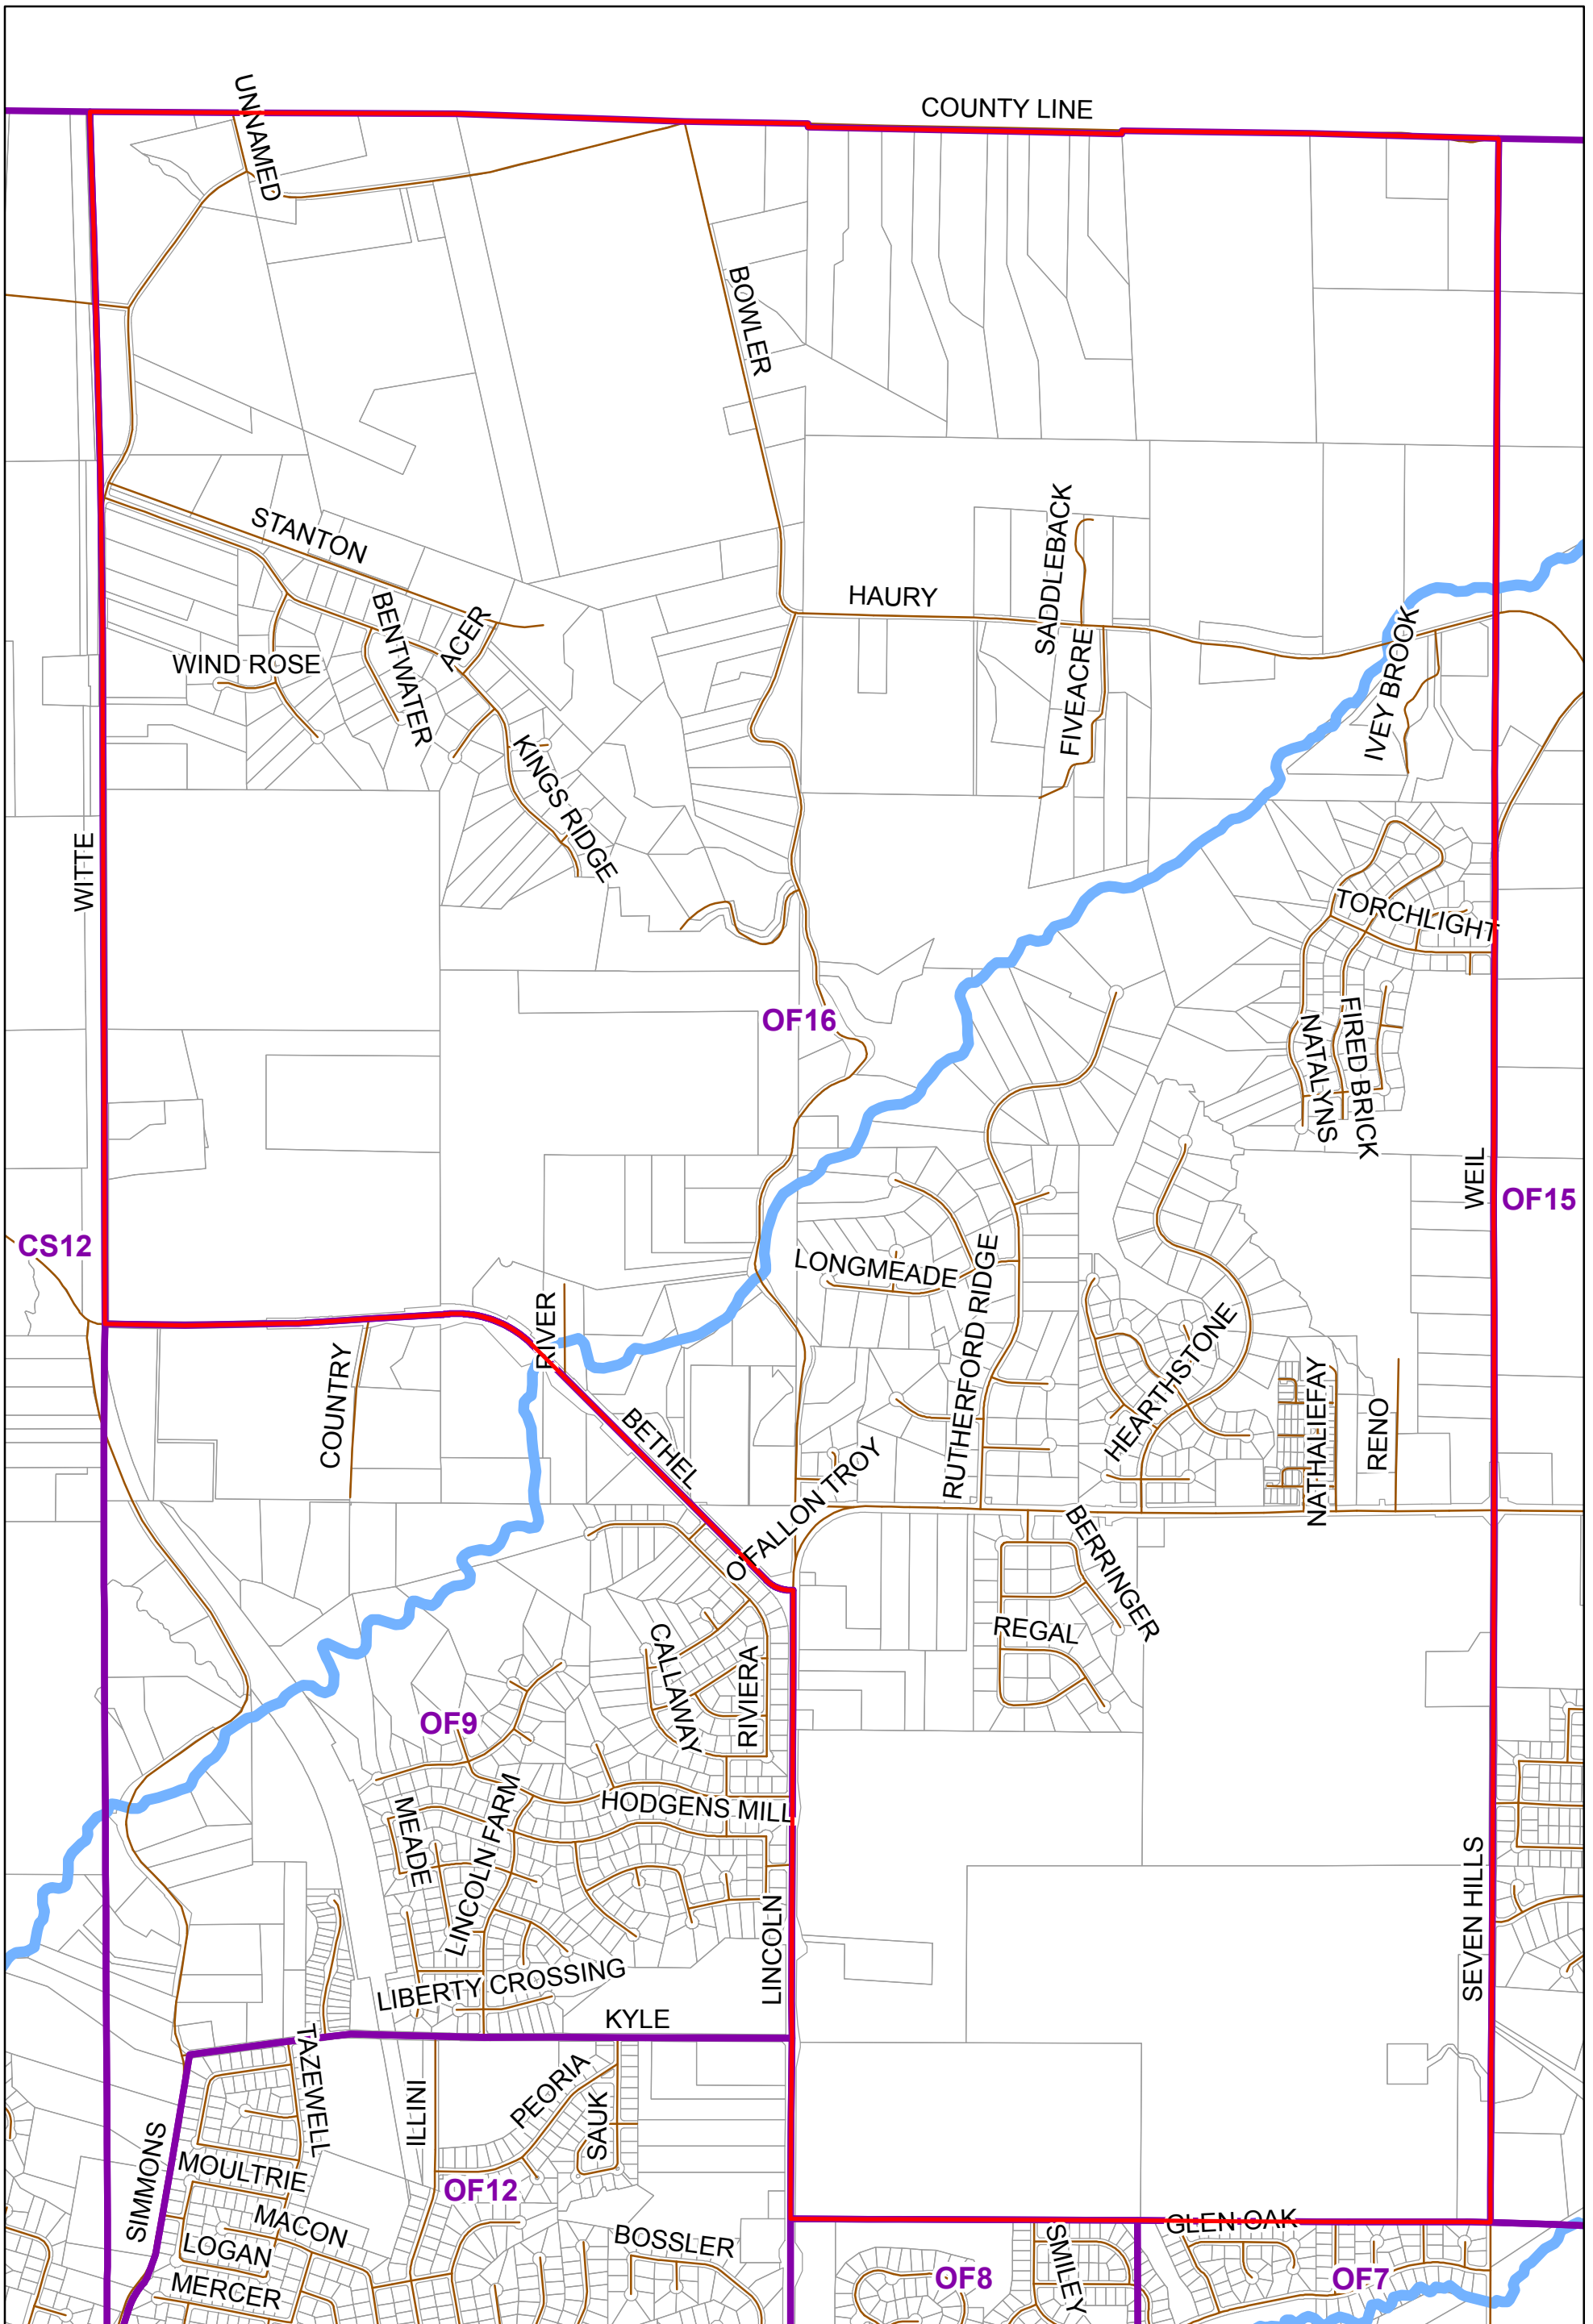 COUNTY LINE
UNNAMED
BOWLER
STANTON
SADDLEBACK
HAURY
BENTWATER
ACER
IVEY BROOK
FIVEACRE
WIND ROSE
KINGS RIDGE
WITTE
TORCHLIGHT
OF16
NATALYNS
FIRED BRICK
WEIL
OF15
CS12
LONGMEADE
RUTHERFORD RIDGE
RIVER
HEARTHSTONE
COUNTRY
NATHALIEFAY
RENO
BETHEL
OFALLON TROY
BERRINGER
REGAL
CALLAWAY
RIVIERA
OF9
HODGENS MILL
MEADE
LINCOLN FARM
LINCOLN
SEVEN HILLS
LIBERTY CROSSING
KYLE
TAZEWELL
ILLINI
PEORIA
SAUK
SIMMONS
MOULTRIE
OF12
MACON
LOGAN
BOSSLER
MERCER
GLEN OAK
SMILEY
OF8
OF7